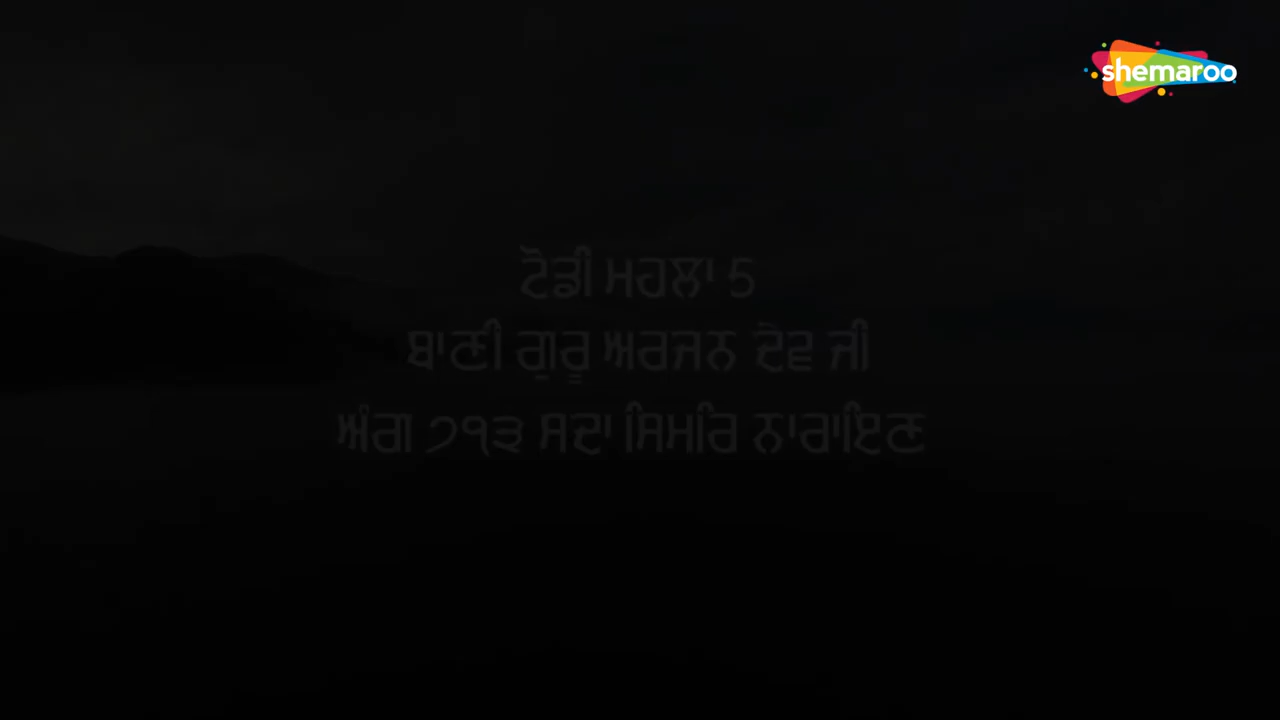 shemaroo
ਟੋਡੀ ਮਹਲਾ 5
ਬਾਣੀ ਗੁਰੂ ਅਰਜਨ ਦੇਵ ਜੀ
ਅੰਗ ੭੧੩ ਸਦਾ ਸਿਮਰਿ ਨਾਰਾਇਣ